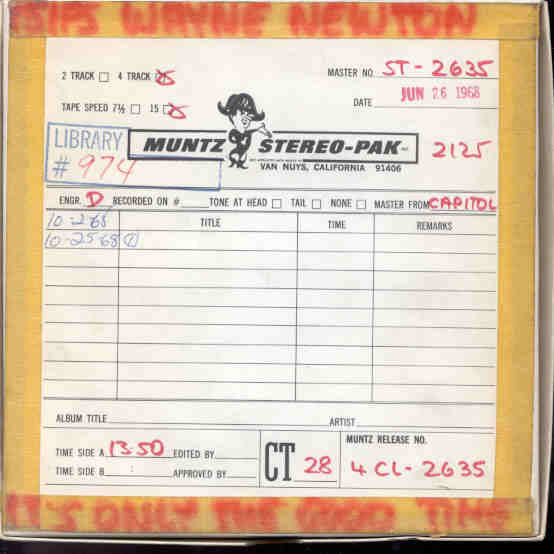 WAYNE NEWTON
2 TRACK 4 TRACK
MASTER NO. ST-2635
TAPE SPEED 7½ 15
DATE JUN 26 1968
LIBRARY
# 974
MUNTZ STEREO-PAK INC.
2125
VAN NUYS, CALIFORNIA 91406
ENGR. D RECORDED ON # TONE AT HEAD TAIL NONE MASTER FROM CAPITOL
10-2-68 TITLE TIME REMARKS
10-25-68
ALBUM TITLE ARTIST
TIME SIDE A 13:50 EDITED BY
TIME SIDE B : APPROVED BY
CT 28
MUNTZ RELEASE NO.
4CL-2635
IT'S ONLY THE GOOD TIME